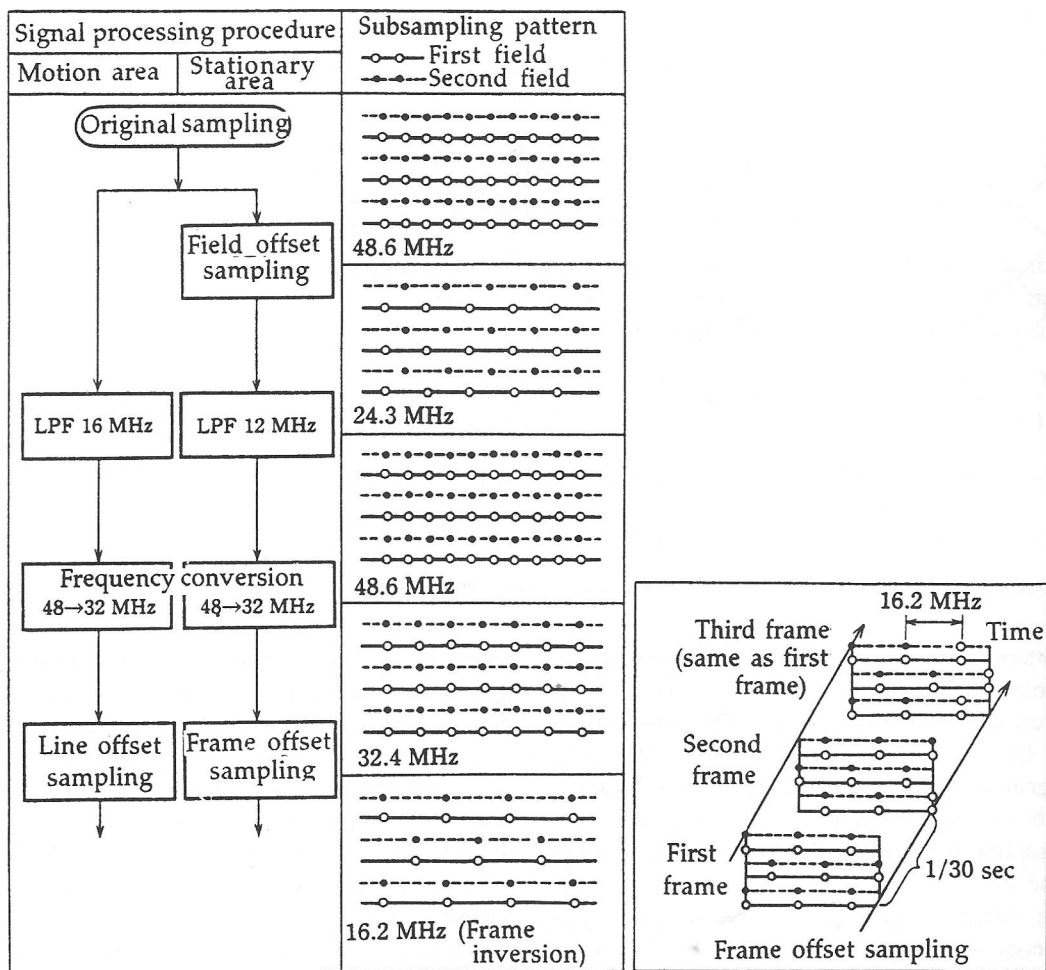 Signal processing procedure
Motion area
Stationary
area
Subsampling pattern
First field
Second field
Original sampling
48.6 MHz
Field offset
sampling
24.3 MHz
LPF 16 MHz
LPF 12 MHz
48.6 MHz
Frequency conversion
48→32 MHz
48→32 MHz
32.4 MHz
Line offset
sampling
Frame offset
sampling
16.2 MHz (Frame
inversion)
16.2 MHz
Time
Third frame
(same as first
frame)
Second
frame
First
frame
1/30 sec
Frame offset sampling